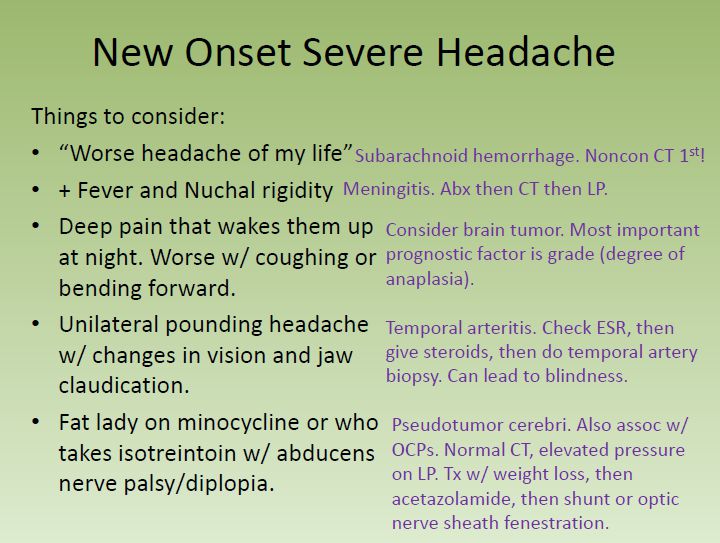 New Onset Severe Headache
Things to consider:
• “Worse headache of my life”
Subarachnoid hemorrhage. Noncon CT 1st!
• + Fever and Nuchal rigidity
Meningitis. Abx then CT then LP.
• Deep pain that wakes them up
at night. Worse w/ coughing or
bending forward.
Consider brain tumor. Most important
prognostic factor is grade (degree of
anaplasia).
• Unilateral pounding headache
w/ changes in vision and jaw
claudication.
Temporal arteritis. Check ESR, then
give steroids, then do temporal artery
biopsy. Can lead to blindness.
• Fat lady on minocycline or who
takes isotreintoin w/ abducens
nerve palsy/diplopia.
Pseudotumor cerebri. Also assoc w/
OCPs. Normal CT, elevated pressure
on LP. Tx w/ weight loss, then
acetazolamide, then shunt or optic
nerve sheath fenestration.